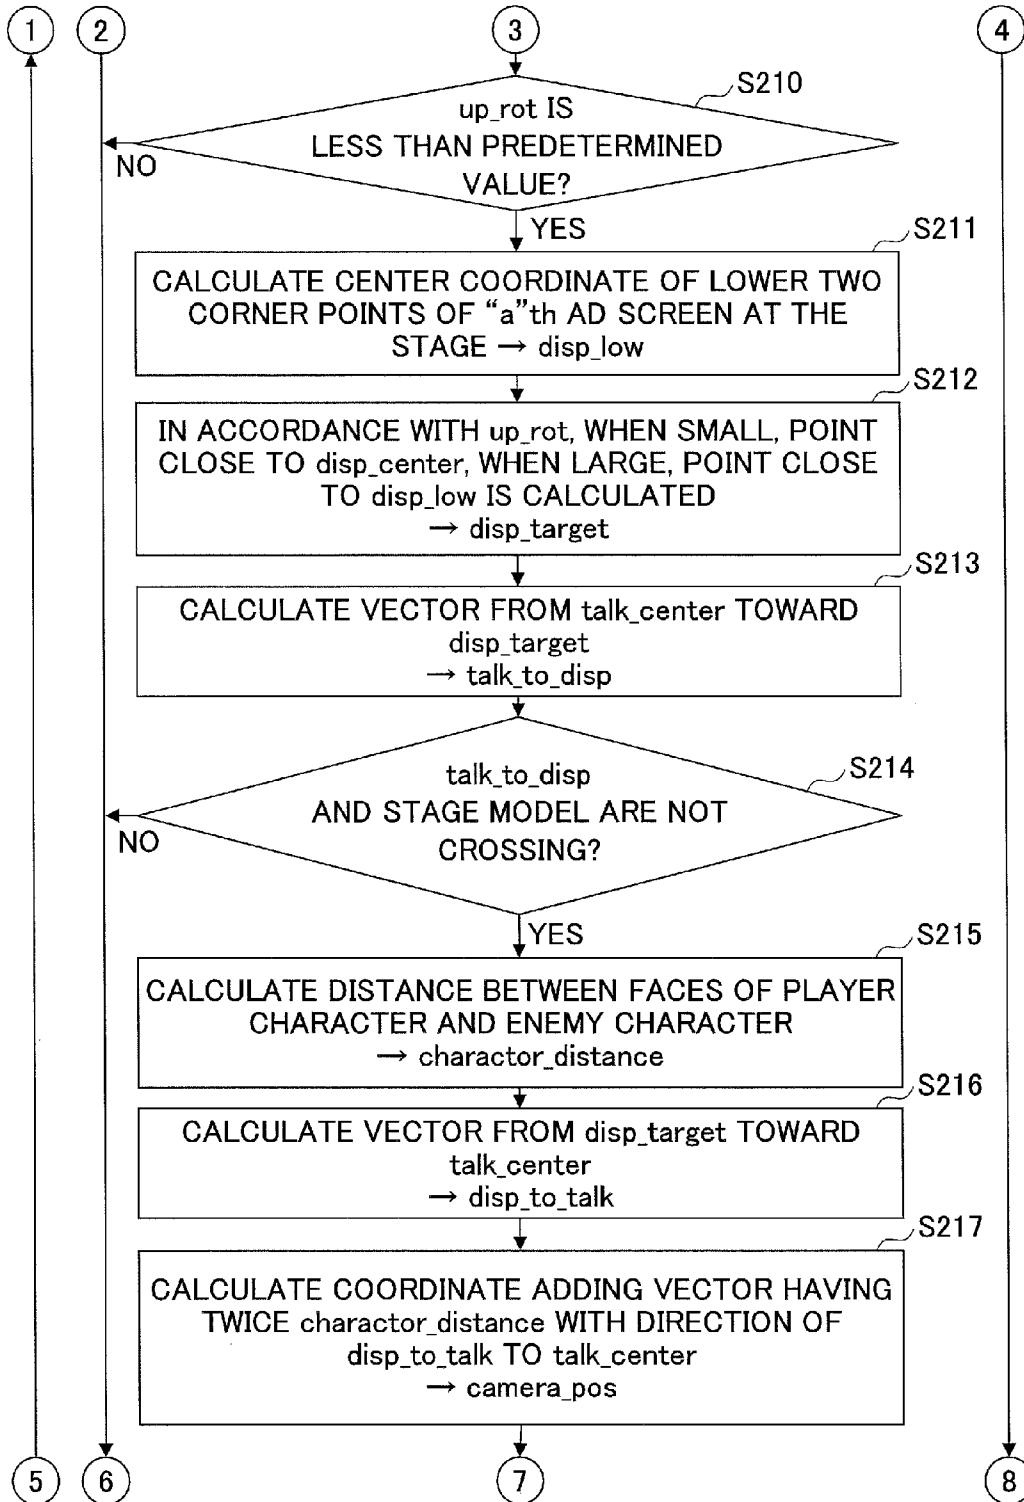 1
2
3
4
S210
up_rot IS
LESS THAN PREDETERMINED
VALUE?
NO
YES
S211
CALCULATE CENTER COORDINATE OF LOWER TWO
CORNER POINTS OF “a”th AD SCREEN AT THE
STAGE → disp_low
S212
IN ACCORDANCE WITH up_rot, WHEN SMALL, POINT
CLOSE TO disp_center, WHEN LARGE, POINT CLOSE
TO disp_low IS CALCULATED
→ disp_target
S213
CALCULATE VECTOR FROM talk_center TOWARD
disp_target
→ talk_to_disp
S214
talk_to_disp
AND STAGE MODEL ARE NOT
CROSSING?
NO
YES
S215
CALCULATE DISTANCE BETWEEN FACES OF PLAYER
CHARACTER AND ENEMY CHARACTER
→ charactor_distance
S216
CALCULATE VECTOR FROM disp_target TOWARD
talk_center
→ disp_to_talk
S217
CALCULATE COORDINATE ADDING VECTOR HAVING
TWICE charactor_distance WITH DIRECTION OF
disp_to_talk TO talk_center
→ camera_pos
5
6
7
8